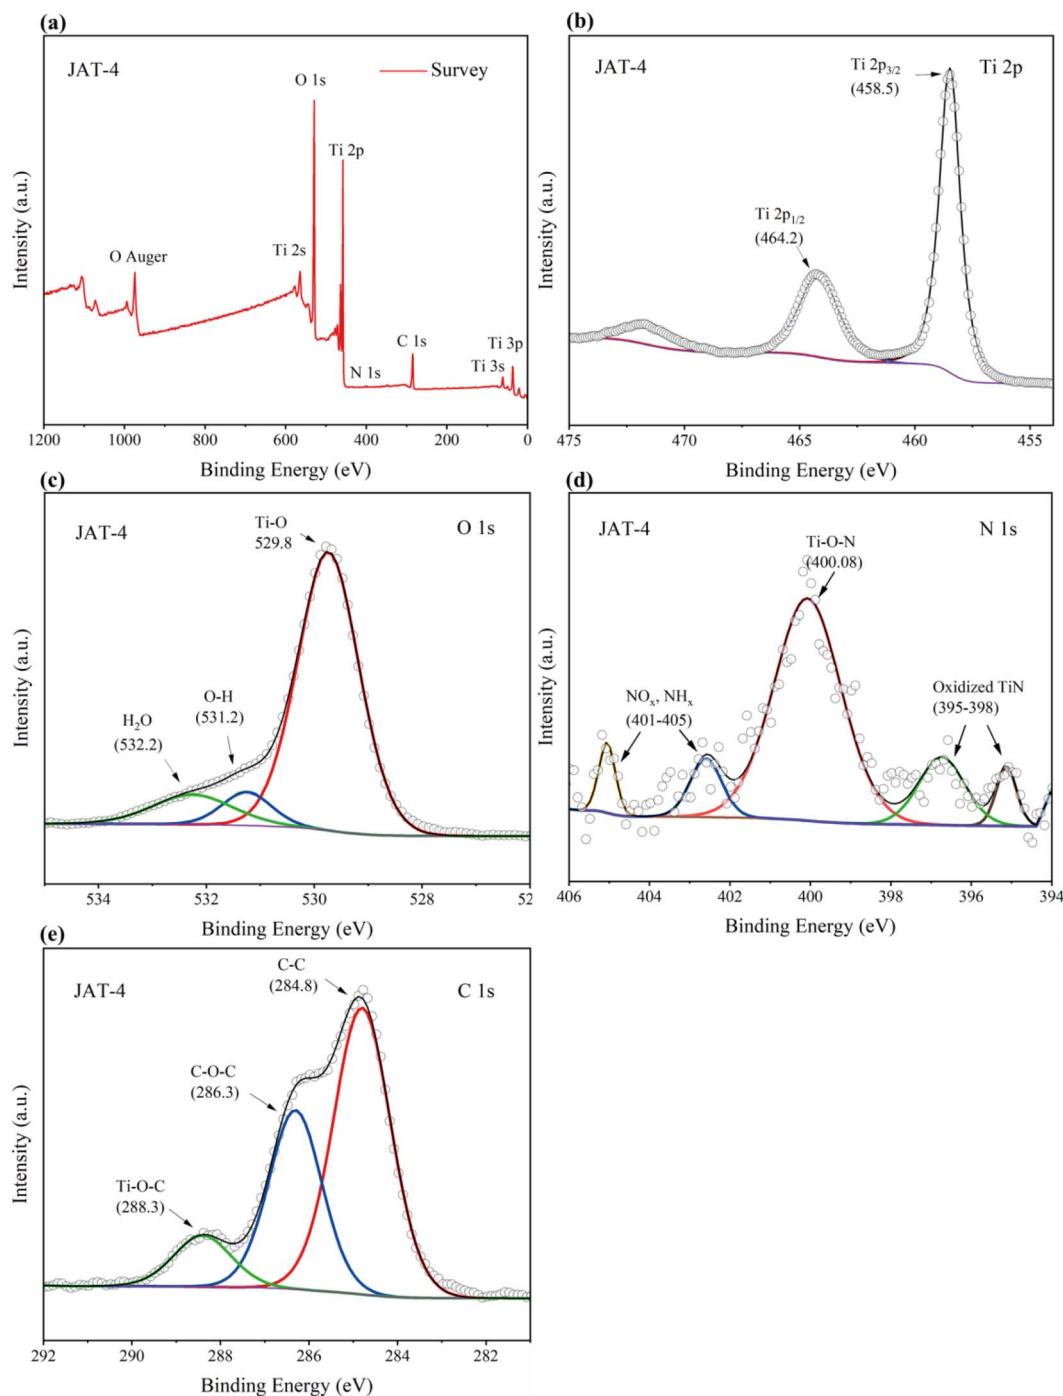 (a)
JAT-4
Survey
O 1s
Ti 2p
Ti 2s
O Auger
N 1s
C 1s
Ti 3p
Ti 3s
Intensity (a.u.)
1200 1000 800 600 400 200 0
Binding Energy (eV)
(b)
JAT-4
Ti 2p3/2
(458.5)
Ti 2p
Ti 2p1/2
(464.2)
Intensity (a.u.)
475 470 465 460 455
Binding Energy (eV)
(c)
JAT-4
Ti-O
529.8
O 1s
O-H
(531.2)
H2O
(532.2)
Intensity (a.u.)
534 532 530 528 52
Binding Energy (eV)
(d)
JAT-4
Ti-O-N
(400.08)
N 1s
NOx, NHx
(401-405)
Oxidized TiN
(395-398)
Intensity (a.u.)
406 404 402 400 398 396 394
Binding Energy (eV)
(e)
JAT-4
C-C
(284.8)
C 1s
C-O-C
(286.3)
Ti-O-C
(288.3)
Intensity (a.u.)
292 290 288 286 284 282
Binding Energy (eV)